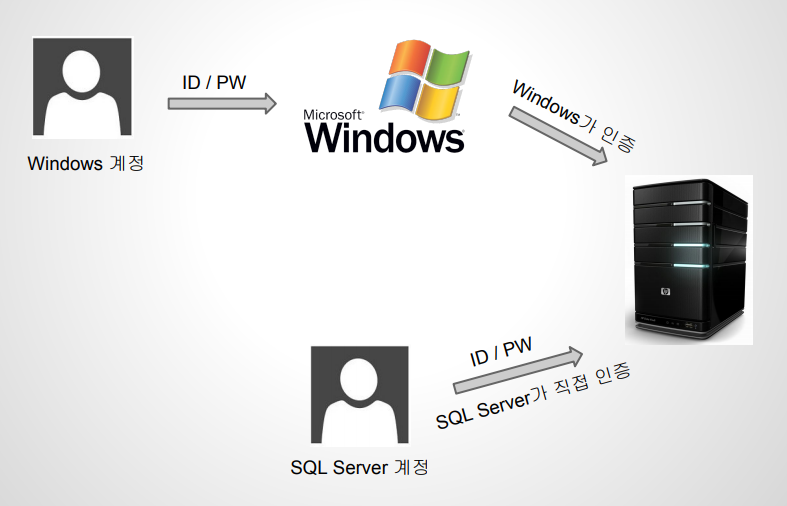 ID / PW
Windows 계정
Microsoft®
Windows®
Windows가 인증
hp
ID / PW
SQL Server가 직접 인증
SQL Server 계정